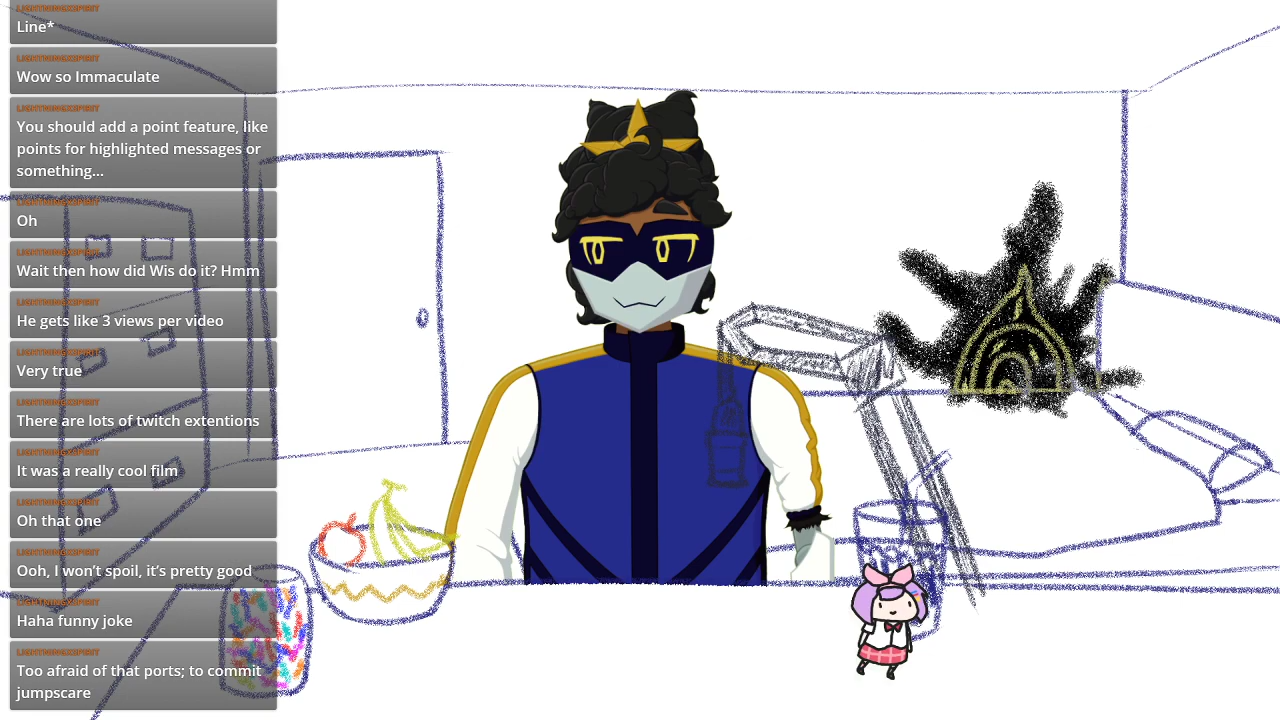 Line*
Wow so Immaculate
You should add a point feature, like
points for highlighted messages or
something...
Oh
Wait then how did Wis do it? Hmm
He gets like 3 views per video
Very true
There are lots of twitch extentions
It was a really cool film
Oh that one
Ooh, I won't spoil, it's pretty good
Haha funny joke
Too afraid of that ports; to commit
jumpscare